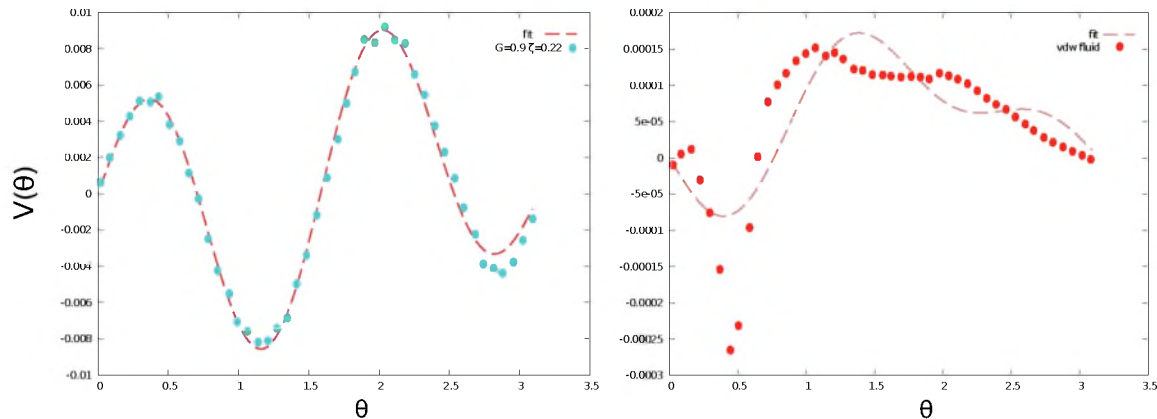 0.01
0.008
0.006
0.004
0.002
0
-0.002
-0.004
-0.006
-0.008
-0.01
0 0.5 1 1.5 2 2.5 3 3.5
V(θ)
θ
fit
G=0.9 ζ=0.22
0.0002
0.00015
0.0001
5e-05
0
-5e-05
-0.0001
-0.00015
-0.0002
-0.00025
-0.0003
0 0.5 1 1.5 2 2.5 3 3.5
θ
fit
vdw fluid